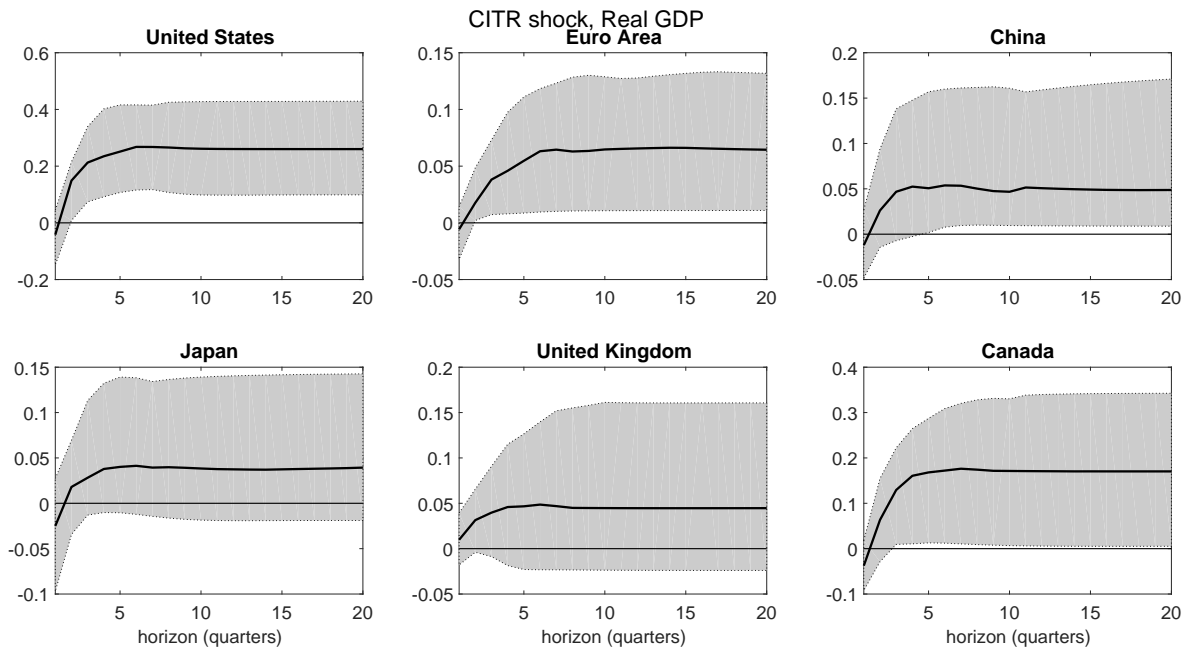 CITR shock, Real GDP
United States
0.6
0.4
0.2
0
-0.2
5 10 15 20
Euro Area
0.15
0.1
0.05
0
-0.05
5 10 15 20
China
0.2
0.15
0.1
0.05
0
-0.05
5 10 15 20
Japan
0.15
0.1
0.05
0
-0.05
-0.1
5 10 15 20
horizon (quarters)
United Kingdom
0.2
0.15
0.1
0.05
0
-0.05
5 10 15 20
horizon (quarters)
Canada
0.4
0.3
0.2
0.1
0
-0.1
5 10 15 20
horizon (quarters)